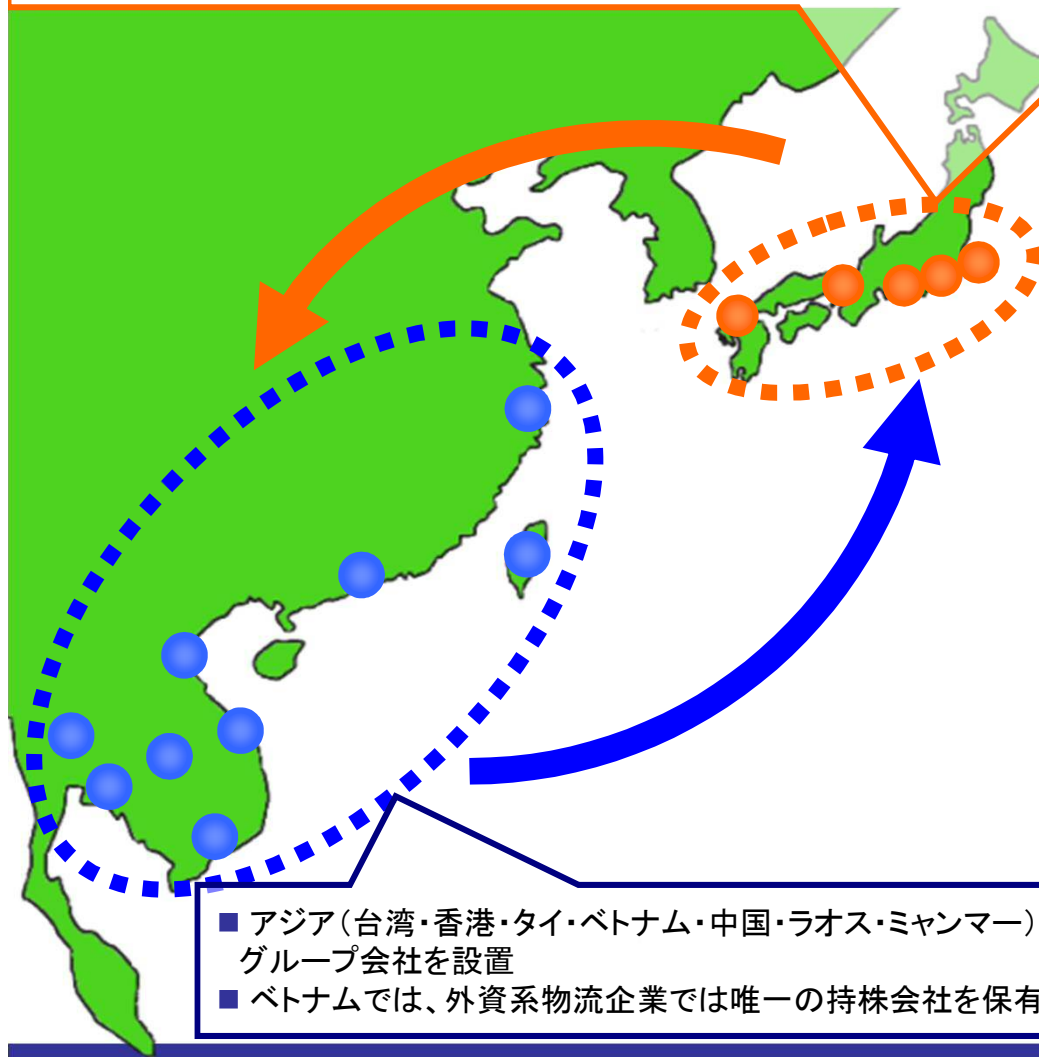 ■ アジア(台湾・香港・タイ・ベトナム・中国・ラオス・ミャンマー)
グループ会社を設置
■ ベトナムでは、外資系物流企業では唯一の持株会社を保有